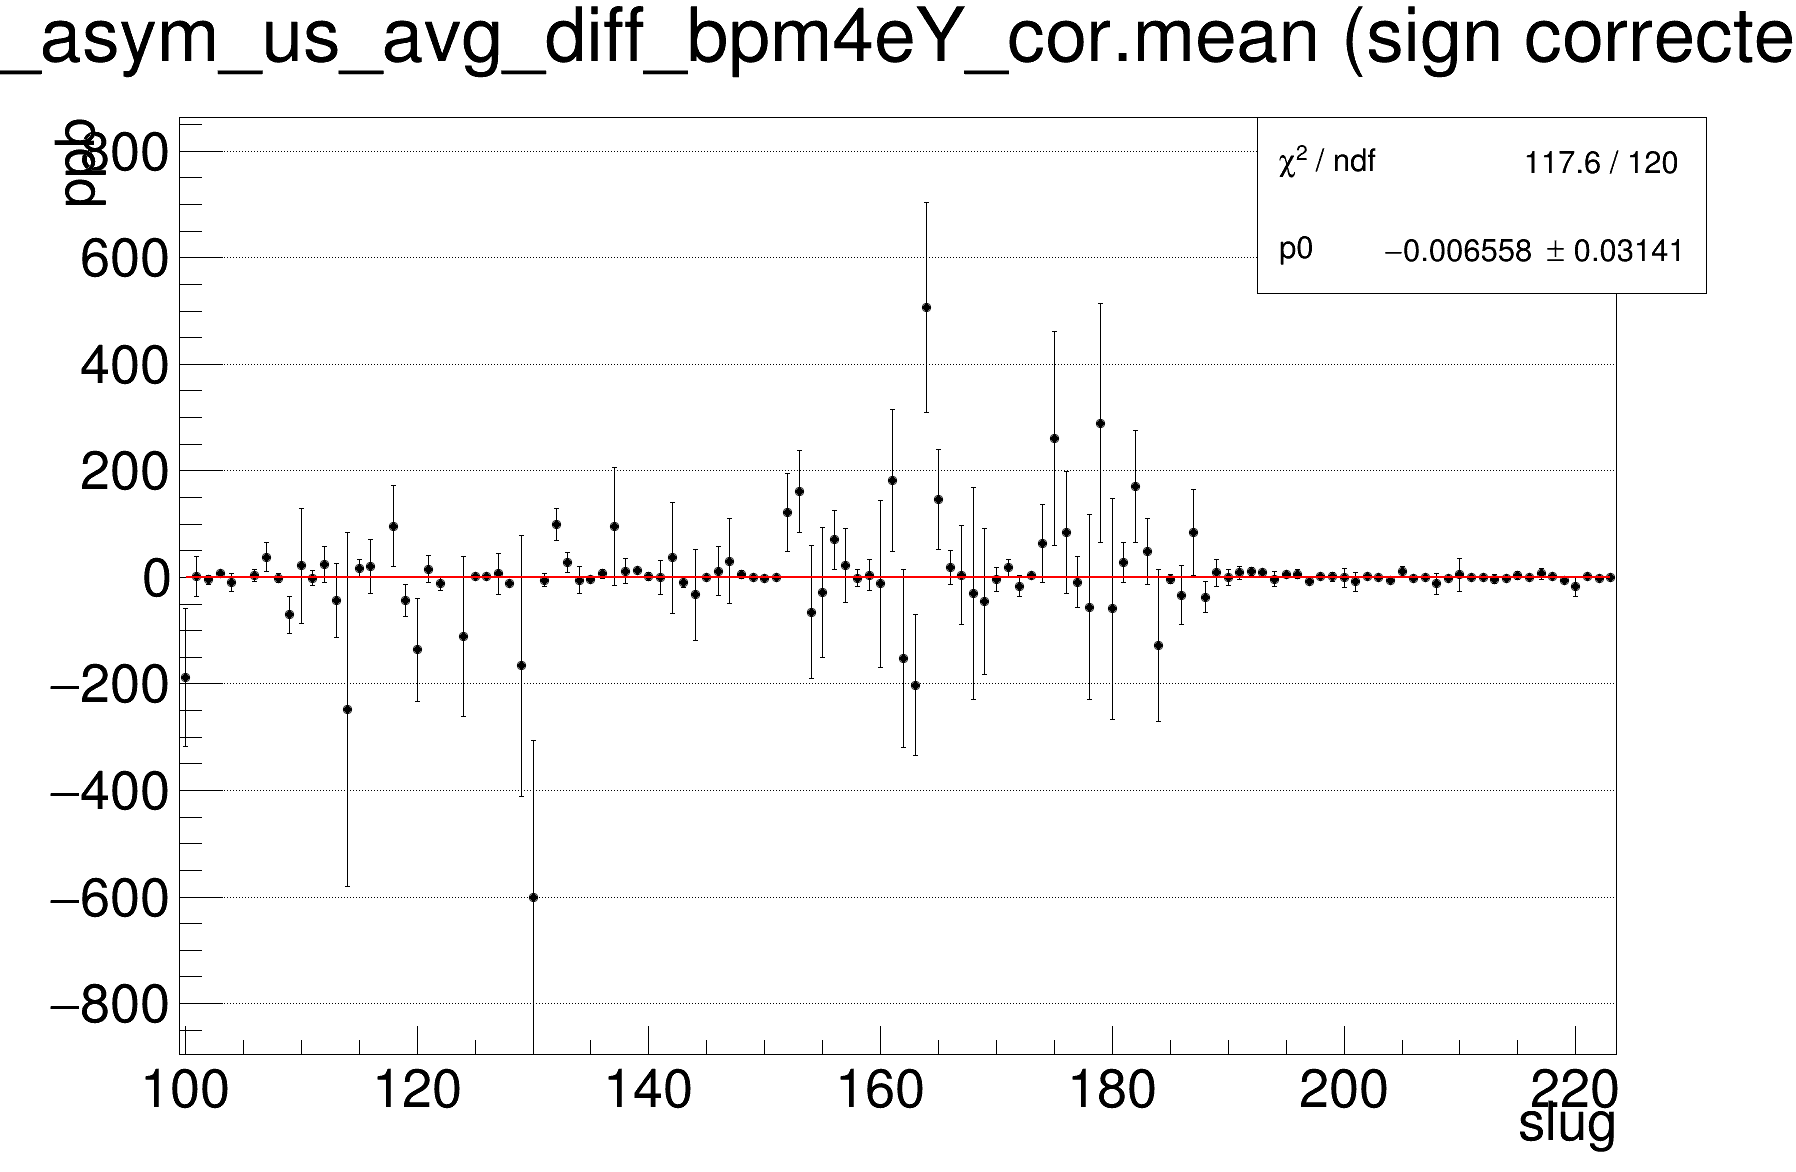 _asym_us_avg_diff_bpm4eY_cor.mean (sign correcte
ppb
χ² / ndf 117.6 / 120
p0 −0.006558 ± 0.03141
800
600
400
200
0
−200
−400
−600
−800
100 120 140 160 180 200 220
slug